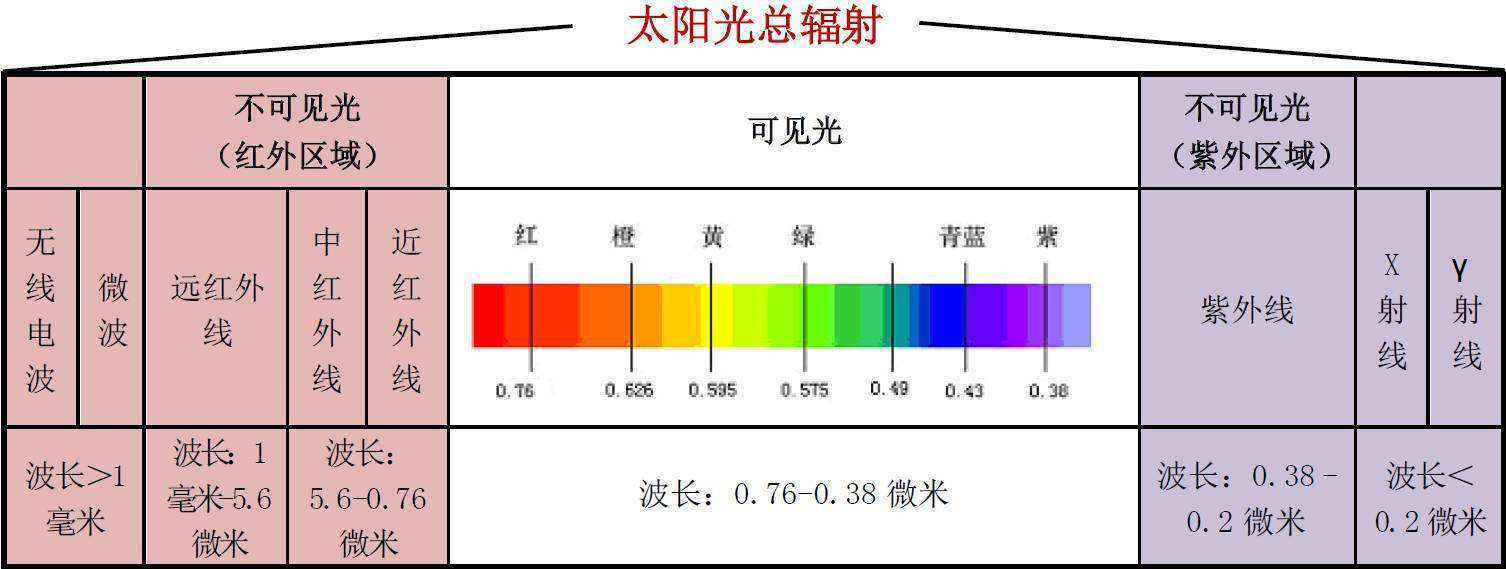 太阳光总辐射
不可见光
（红外区域）
可见光
不可见光
（紫外区域）
无
线
电
波
微
波
远红外
线
中
红
外
线
近
红
外
线
红 橙 黄 绿 青蓝 紫
0.76 0.626 0.595 0.575 0.49 0.43 0.38
紫外线
X
射
线
γ
射
线
波长>1
毫米
波长：1
毫米-5.6
微米
波长：
5.6-0.76
微米
波长：0.76-0.38 微米
波长：0.38-
0.2 微米
波长<
0.2 微米